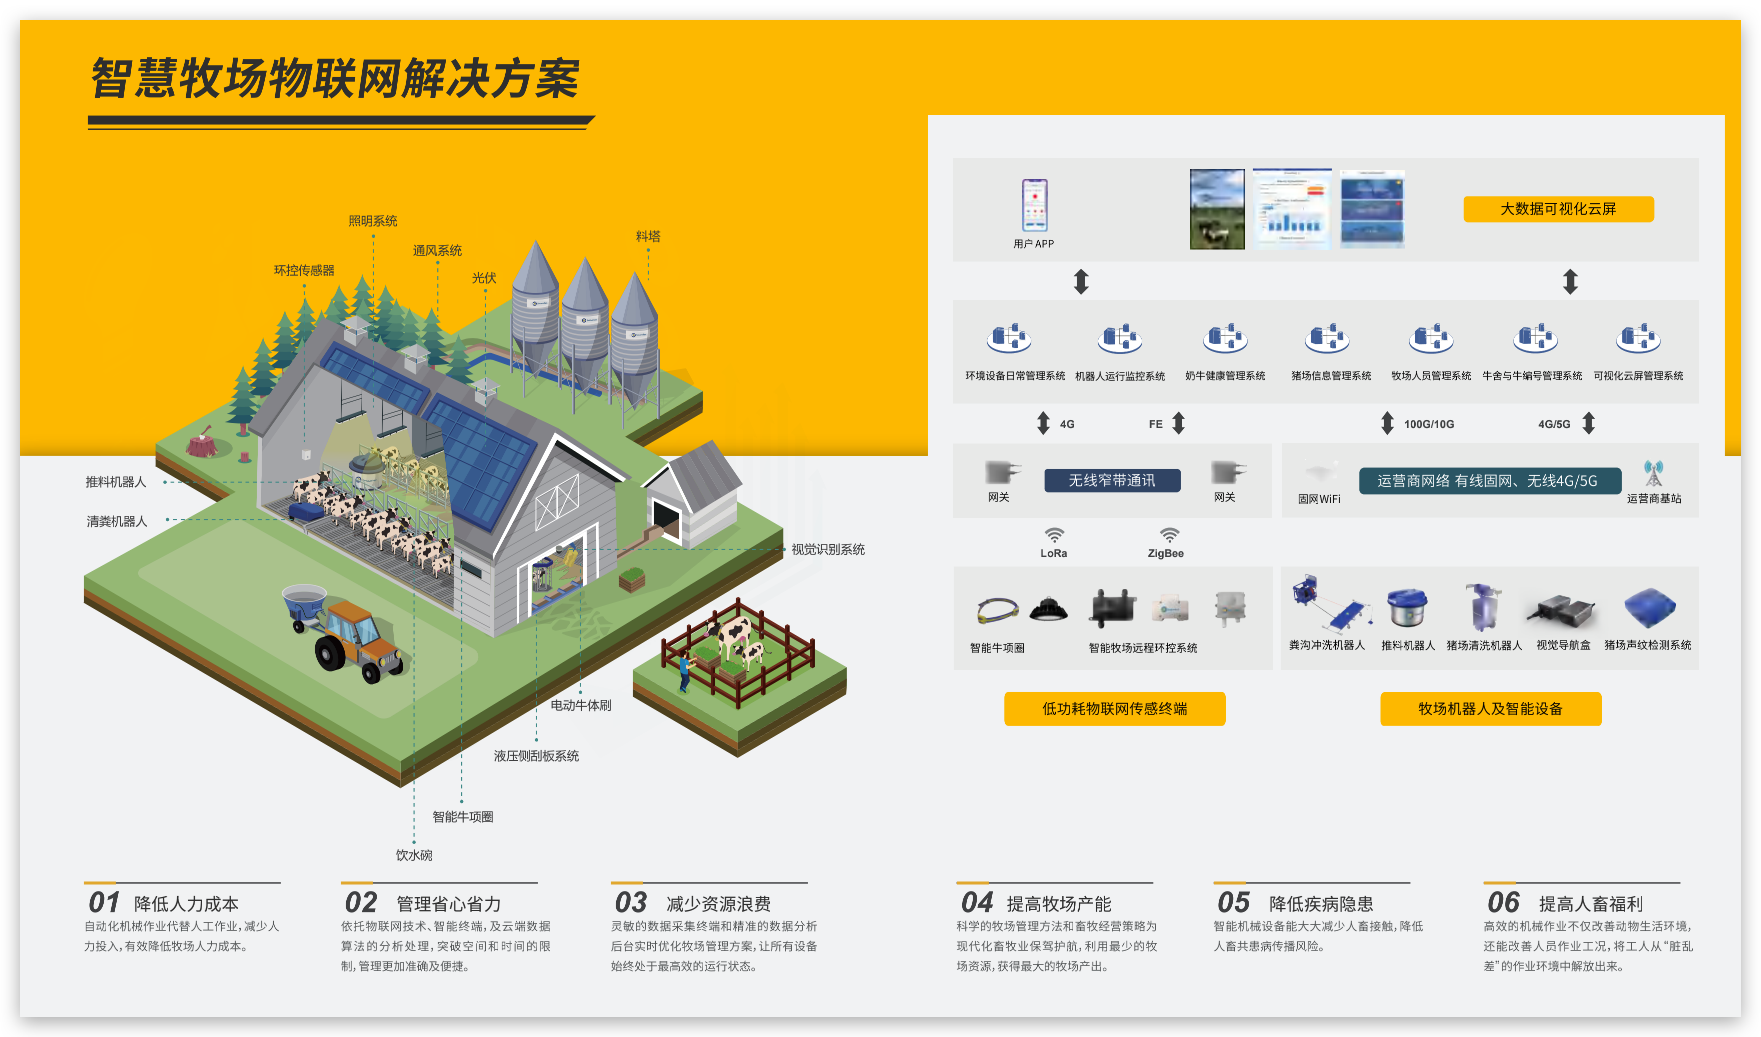 智慧牧场物联网解决方案
照明系统
通风系统
环控传感器
光伏
料塔
推料机器人
清粪机器人
视觉识别系统
电动牛体刷
液压侧刮板系统
智能牛项圈
饮水碗
用户APP
大数据可视化云屏
环境设备日常管理系统
机器人运行监控系统
奶牛健康管理系统
猪场信息管理系统
牧场人员管理系统
牛舍与牛编号管理系统
可视化云屏管理系统
4G
FE
100G/10G
4G/5G
网关
无线窄带通讯
网关
固网WiFi
运营商网络 有线固网、无线4G/5G
运营商基站
LoRa
ZigBee
智能牛项圈
智能牧场远程环控系统
粪沟冲洗机器人
推料机器人
猪场清洗机器人
视觉导航盒
猪场声纹检测系统
低功耗物联网传感终端
牧场机器人及智能设备
01 降低人力成本
自动化机械作业代替人工作业,减少人
力投入,有效降低牧场人力成本。
02 管理省心省力
依托物联网技术、智能终端,及云端数据
算法的分析处理,突破空间和时间的限
制,管理更加准确及便捷。
03 减少资源浪费
灵敏的数据采集终端和精准的数据分析
后台实时优化牧场管理方案,让所有设备
始终处于最高效的运行状态。
04 提高牧场产能
科学的牧场管理方法和畜牧经营策略为
现代化畜牧业保驾护航,利用最少的牧
场资源,获得最大的牧场产出。
05 降低疾病隐患
智能机械设备能大大减少人畜接触,降低
人畜共患病传播风险。
06 提高人畜福利
高效的机械作业不仅改善动物生活环境,
还能改善人员作业工况,将工人从“脏乱
差”的作业环境中解放出来。